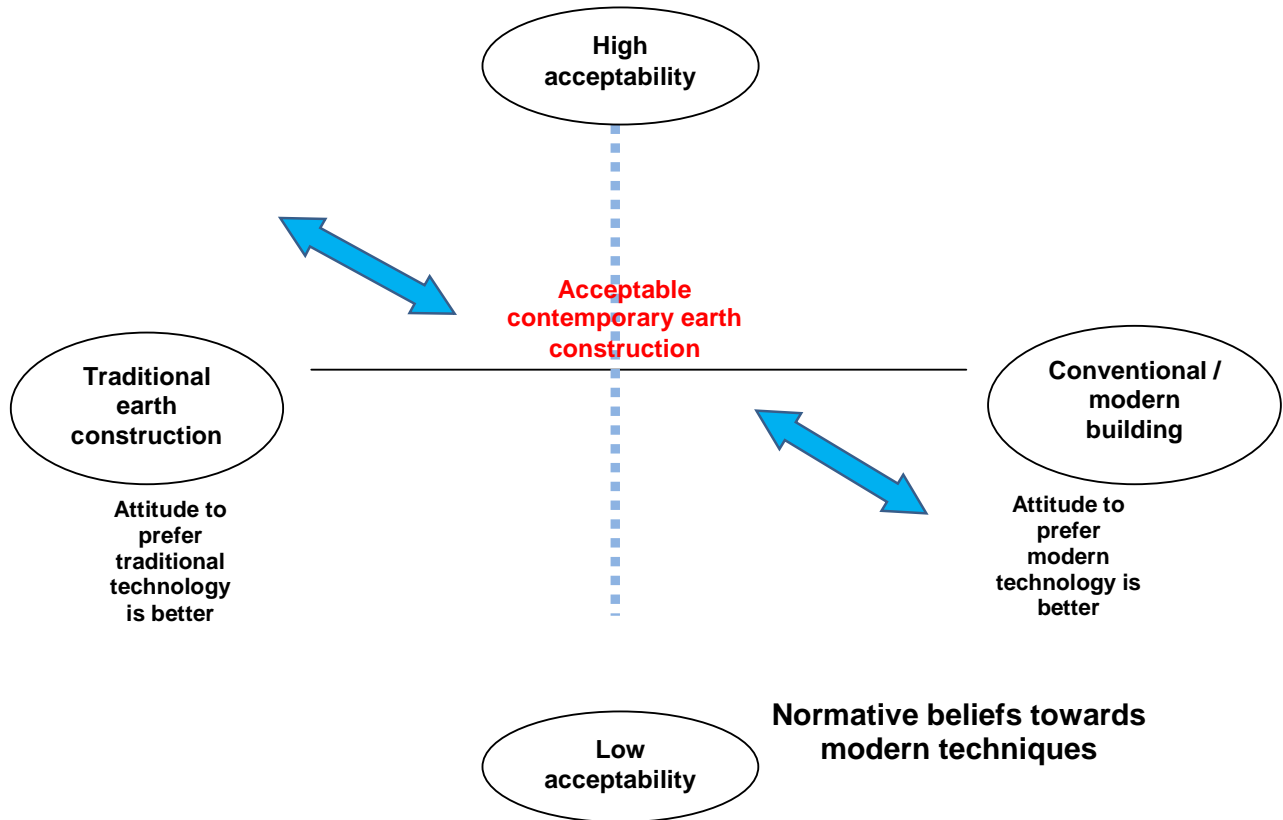 High
acceptability
Acceptable
contemporary earth
construction
Traditional
earth
construction
Conventional /
modern
building
Attitude to
prefer
traditional
technology
is better
Attitude to
prefer
modern
technology is
better
Normative beliefs towards
modern techniques
Low
acceptability